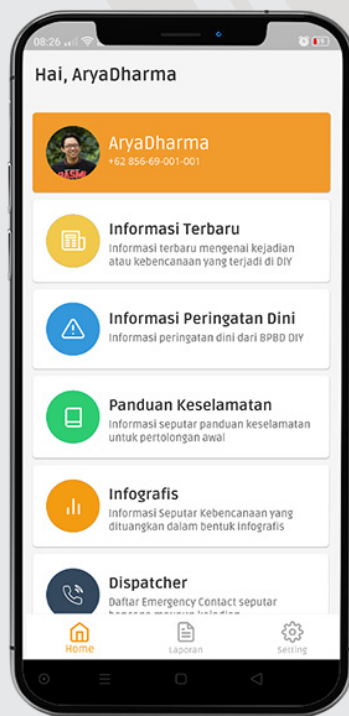 08:26
Hai, AryaDharma
AryaDharma
+62 856-69-001-001
Informasi Terbaru
Informasi terbaru mengenai kejadian
atau kebencanaan yang terjadi di DIY
Informasi Peringatan Dini
Informasi peringatan dini dari BPBD DIY
Panduan Keselamatan
Informasi seputar panduan keselamatan
untuk pertolongan awal
Infografis
Informasi Seputar Kebencanaan yang
dituangkan dalam bentuk infografis
Dispatcher
Daftar Emergency Contact seputar
bencana maupun kejadian
Home
Laporan
Setting